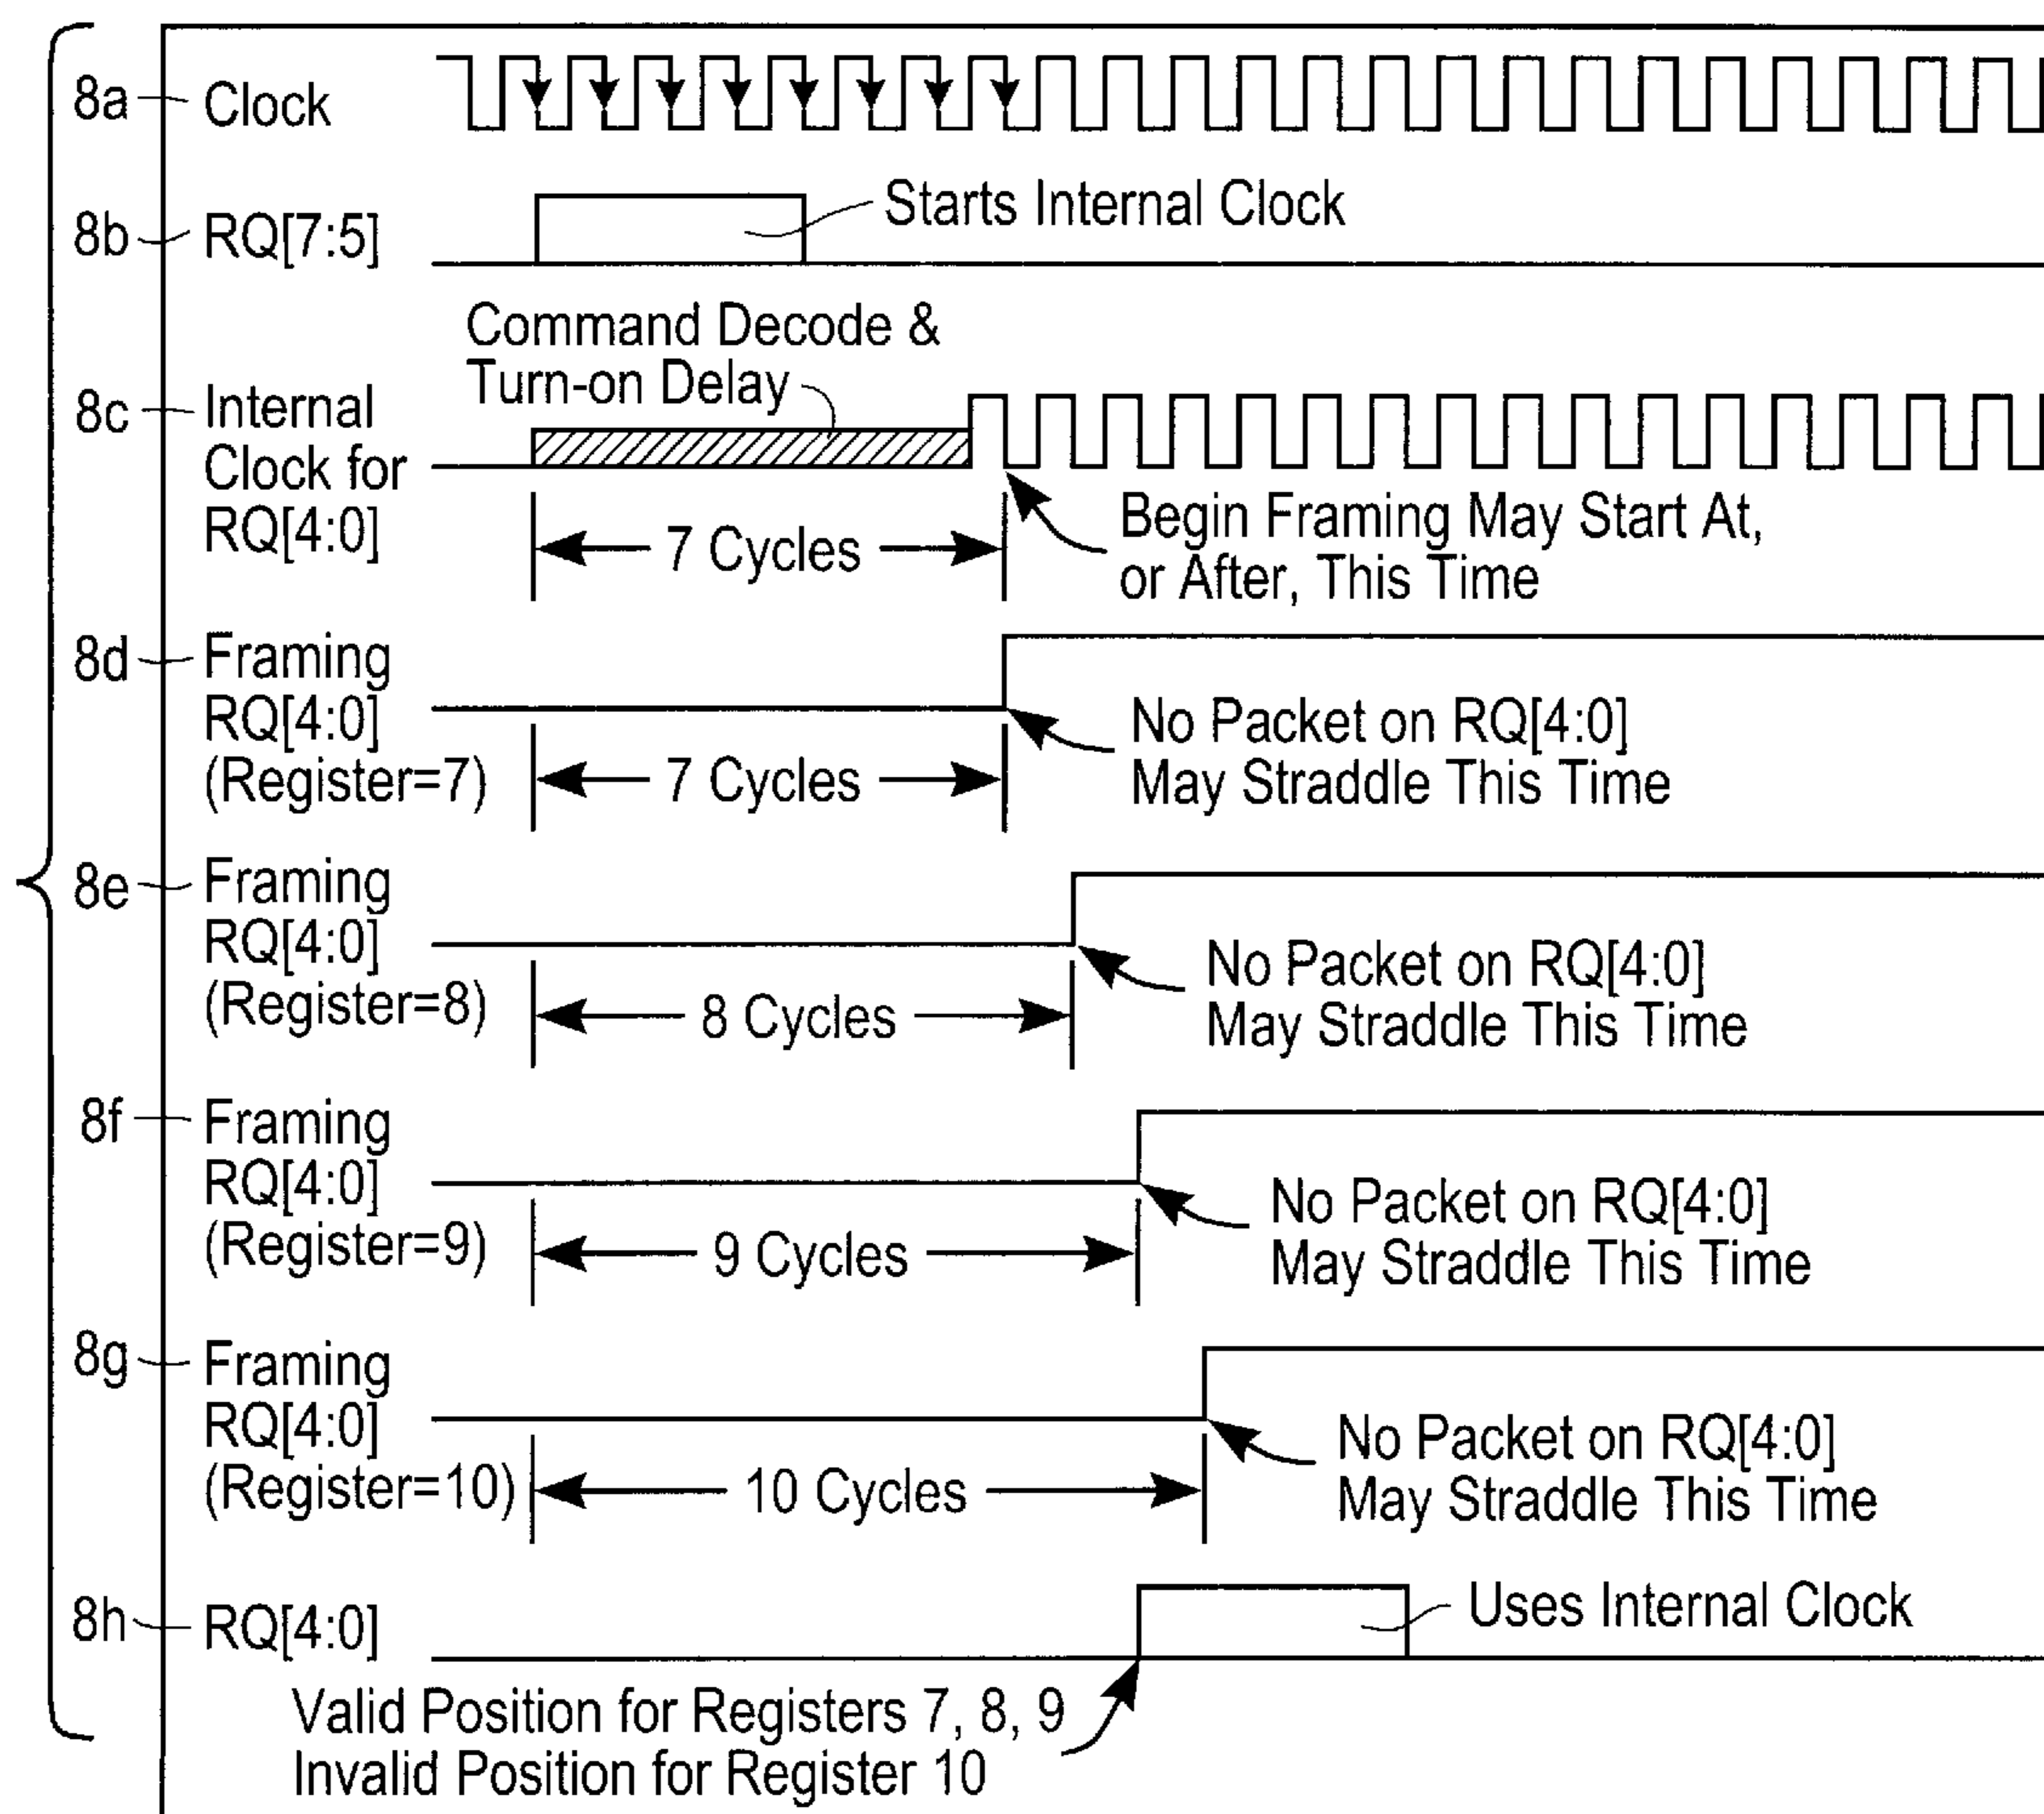 8a Clock
8b RQ[7:5]
Starts Internal Clock
Command Decode &
Turn-on Delay
8c Internal
Clock for
RQ[4:0]
7 Cycles
Begin Framing May Start At,
or After, This Time
8d Framing
RQ[4:0]
(Register=7)
7 Cycles
No Packet on RQ[4:0]
May Straddle This Time
8e Framing
RQ[4:0]
(Register=8)
8 Cycles
No Packet on RQ[4:0]
May Straddle This Time
8f Framing
RQ[4:0]
(Register=9)
9 Cycles
No Packet on RQ[4:0]
May Straddle This Time
8g Framing
RQ[4:0]
(Register=10)
10 Cycles
No Packet on RQ[4:0]
May Straddle This Time
8h RQ[4:0]
Uses Internal Clock
Valid Position for Registers 7, 8, 9
Invalid Position for Register 10